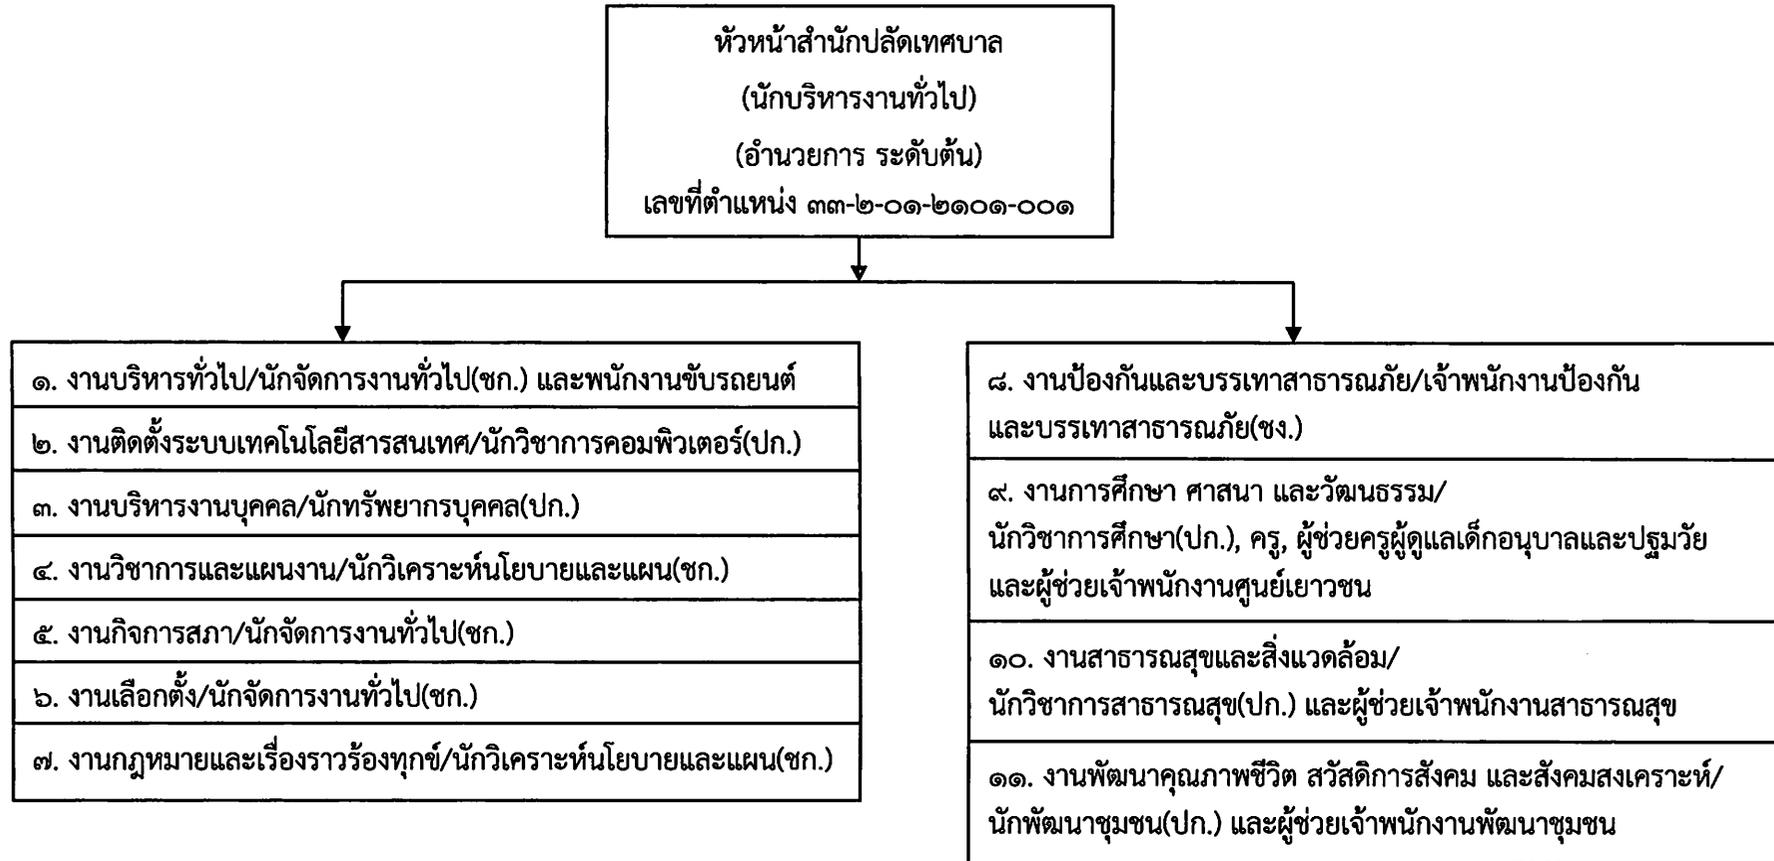 หัวหน้าสำนักปลัดเทศบาล
(นักบริหารงานทั่วไป)
(อำนวยการ ระดับต้น)
เลขที่ตำแหน่ง ๓๓-๒-๐๑-๒๑๐๑-๐๐๑
๑. งานบริหารทั่วไป/นักจัดการงานทั่วไป(ชก.) และพนักงานขับรถยนต์
๒. งานติดตั้งระบบเทคโนโลยีสารสนเทศ/นักวิชาการคอมพิวเตอร์(ปก.)
๓. งานบริหารงานบุคคล/นักทรัพยากรบุคคล(ปก.)
๔. งานวิชาการและแผนงาน/นักวิเคราะห์นโยบายและแผน(ชก.)
๕. งานกิจการสภา/นักจัดการงานทั่วไป(ชก.)
๖. งานเลือกตั้ง/นักจัดการงานทั่วไป(ชก.)
๗. งานกฎหมายและเรื่องราวร้องทุกข์/นักวิเคราะห์นโยบายและแผน(ชก.)
๘. งานป้องกันและบรรเทาสาธารณภัย/เจ้าพนักงานป้องกัน
และบรรเทาสาธารณภัย(ชง.)
๙. งานการศึกษา ศาสนา และวัฒนธรรม/
นักวิชาการศึกษา(ปก.), ครู, ผู้ช่วยครูผู้ดูแลเด็กอนุบาลและปฐมวัย
และผู้ช่วยเจ้าพนักงานศูนย์เยาวชน
๑๐. งานสาธารณสุขและสิ่งแวดล้อม/
นักวิชาการสาธารณสุข(ปก.) และผู้ช่วยเจ้าพนักงานสาธารณสุข
๑๑. งานพัฒนาคุณภาพชีวิต สวัสดิการสังคม และสังคมสงเคราะห์/
นักพัฒนาชุมชน(ปก.) และผู้ช่วยเจ้าพนักงานพัฒนาชุมชน